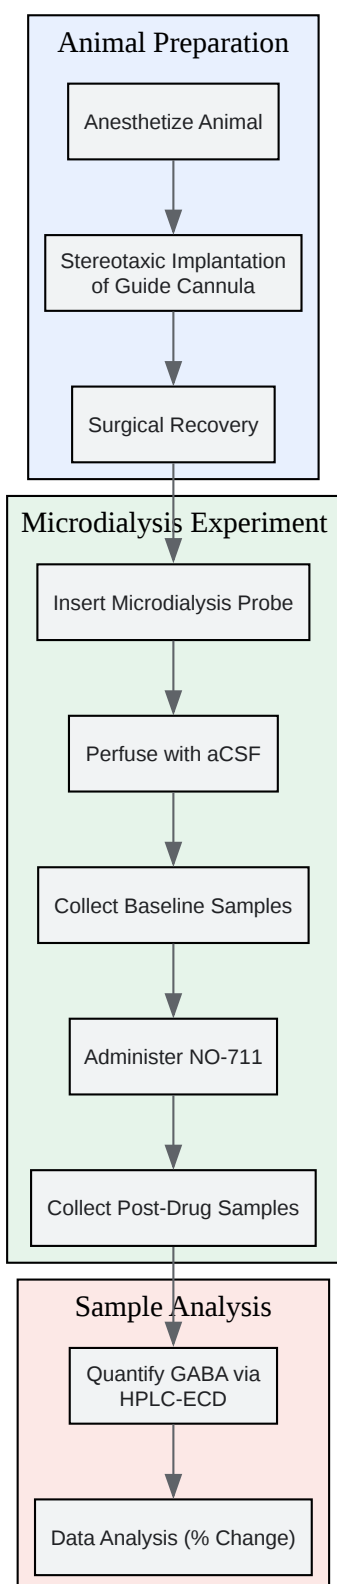 Animal Preparation
Anesthetize Animal
Stereotaxic Implantation
of Guide Cannula
Surgical Recovery
Microdialysis Experiment
Insert Microdialysis Probe
Perfuse with aCSF
Collect Baseline Samples
Administer NO-711
Collect Post-Drug Samples
Sample Analysis
Quantify GABA via
HPLC-ECD
Data Analysis (% Change)